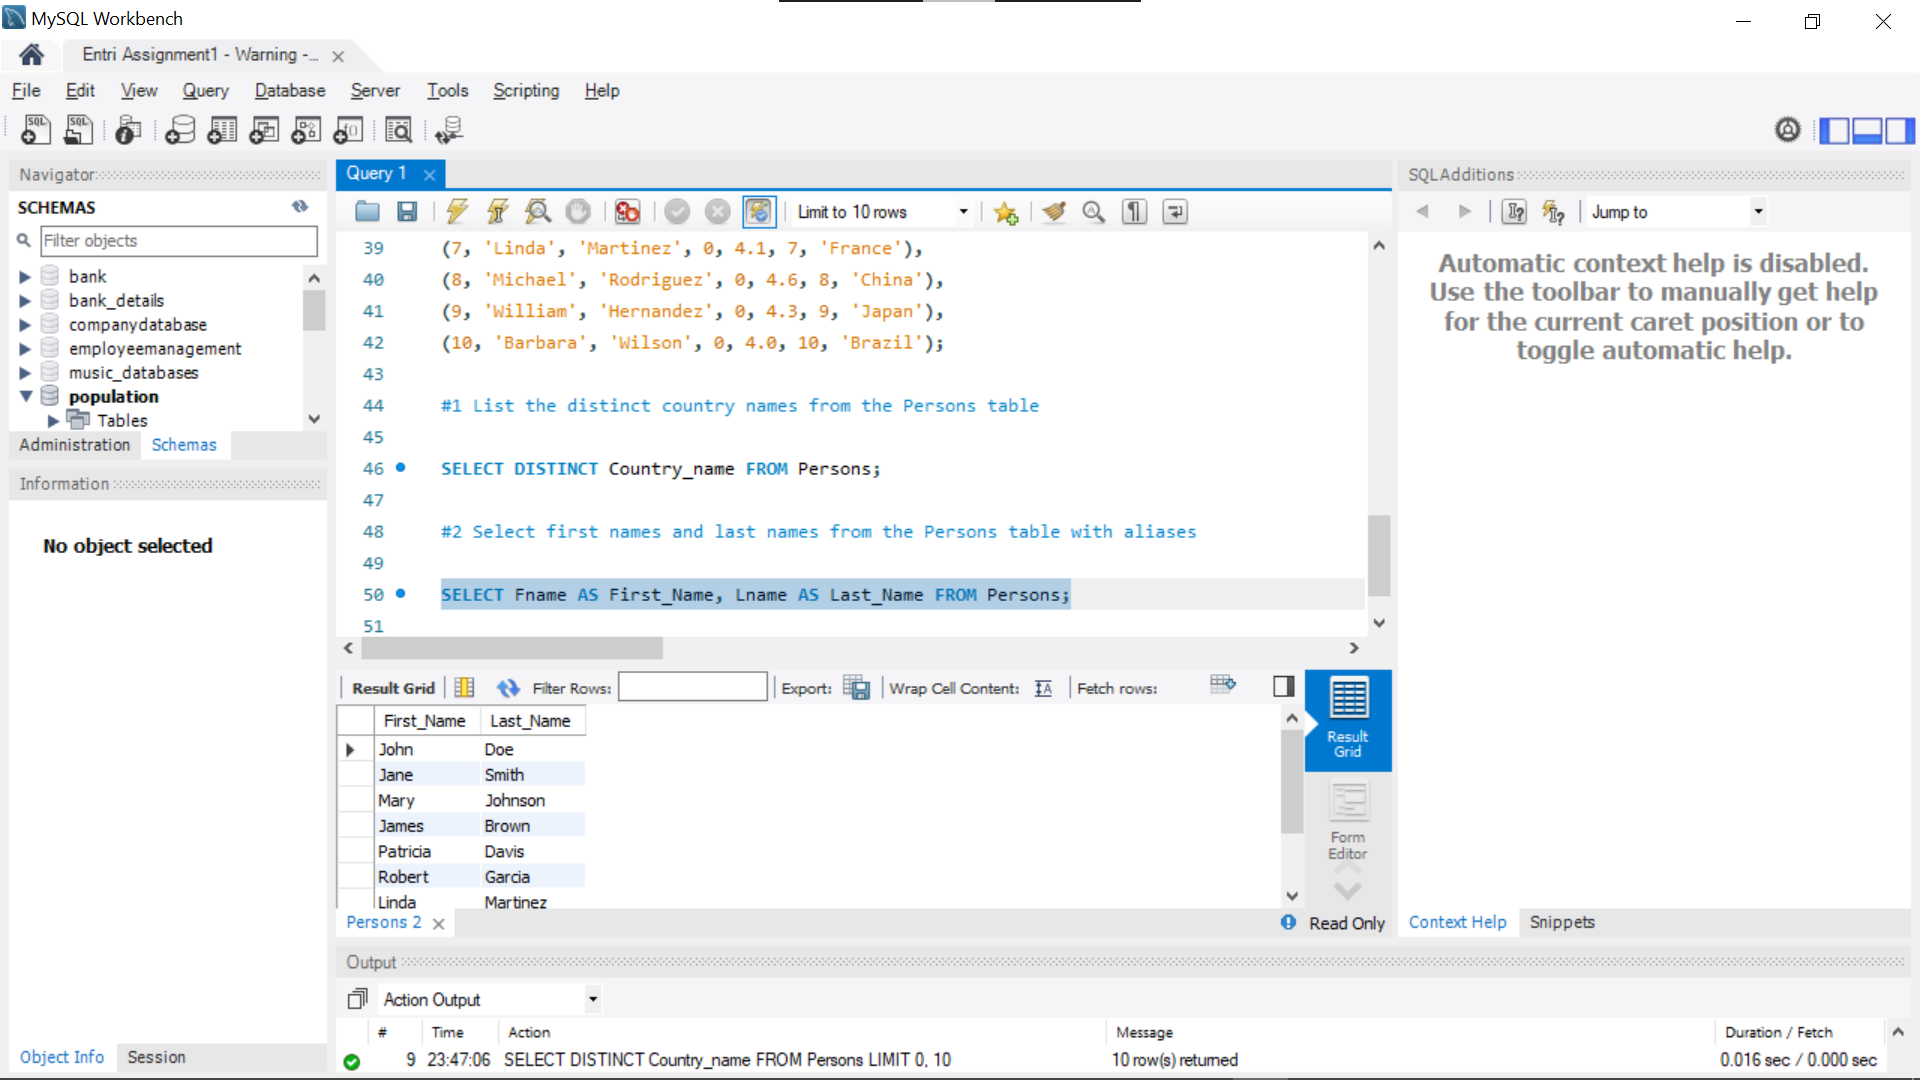 MySQL Workbench
Entri Assignment1 - Warning -...
File Edit View Query Database Server Tools Scripting Help
Navigator
SCHEMAS
Filter objects
bank
bank_details
companydatabase
employeemanagement
music_databases
population
Tables
Administration Schemas
Information
No object selected
Object Info Session
Query 1
Limit to 10 rows
39 (7, 'Linda', 'Martinez', 0, 4.1, 7, 'France'),
40 (8, 'Michael', 'Rodriguez', 0, 4.6, 8, 'China'),
41 (9, 'William', 'Hernandez', 0, 4.3, 9, 'Japan'),
42 (10, 'Barbara', 'Wilson', 0, 4.0, 10, 'Brazil');
43
44 #1 List the distinct country names from the Persons table
45
46 SELECT DISTINCT Country_name FROM Persons;
47
48 #2 Select first names and last names from the Persons table with aliases
49
50 SELECT Fname AS First_Name, Lname AS Last_Name FROM Persons;
51
Result Grid Filter Rows: Export: Wrap Cell Content: Fetch rows:
First_Name Last_Name
John Doe
Jane Smith
Mary Johnson
James Brown
Patricia Davis
Robert Garcia
Linda Martinez
Result Grid
Form Editor
Persons 2
Read Only
SQLAdditions
Jump to
Automatic context help is disabled.
Use the toolbar to manually get help
for the current caret position or to
toggle automatic help.
Context Help Snippets
Output
Action Output
# Time Action Message Duration / Fetch
9 23:47:06 SELECT DISTINCT Country_name FROM Persons LIMIT 0, 10 10 row(s) returned 0.016 sec / 0.000 sec